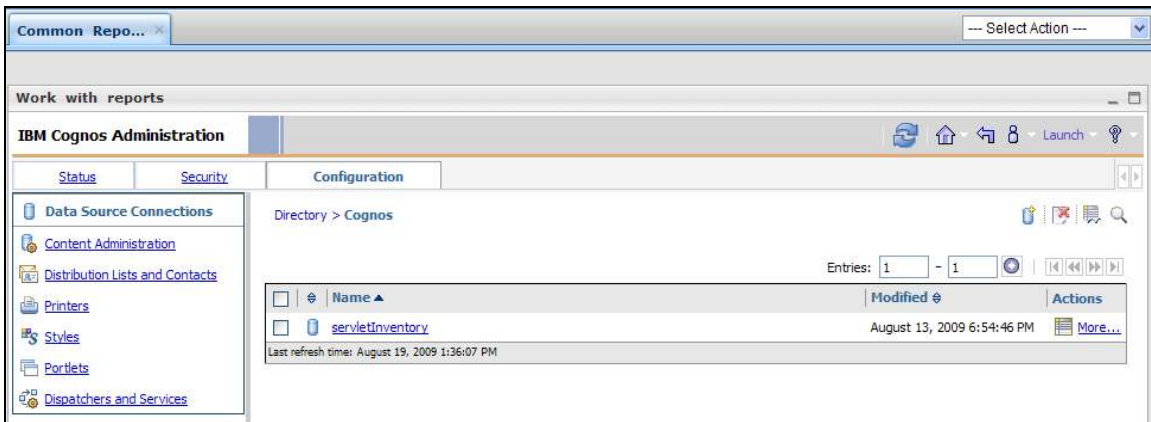 Common Repo...
--- Select Action ---
Work with reports
IBM Cognos Administration
Launch
Status
Security
Configuration
Data Source Connections
Directory > Cognos
Content Administration
Distribution Lists and Contacts
Printers
Styles
Portlets
Dispatchers and Services
Entries: 1 - 1
Name Modified Actions
servletInventory August 13, 2009 6:54:46 PM More...
Last refresh time: August 19, 2009 1:36:07 PM